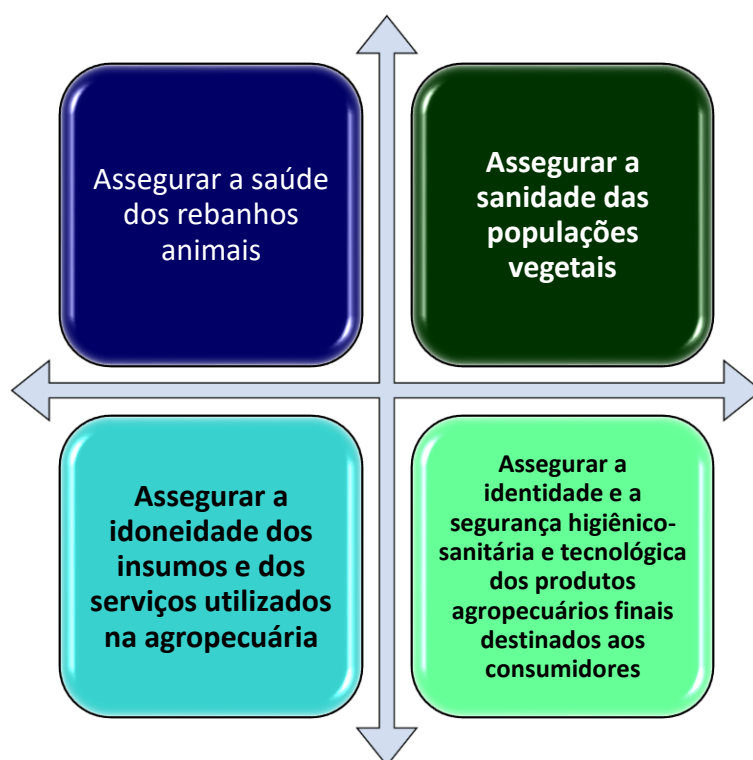 Assegurar a saúde
dos rebanhos
animais
Assegurar a
sanidade das
populações
vegetais
Assegurar a
idoneidade dos
insumos e dos
serviços utilizados
na agropecuária
Assegurar a
identidade e a
segurança higiênico-
sanitária e tecnológica
dos produtos
agropecuários finais
destinados aos
consumidores